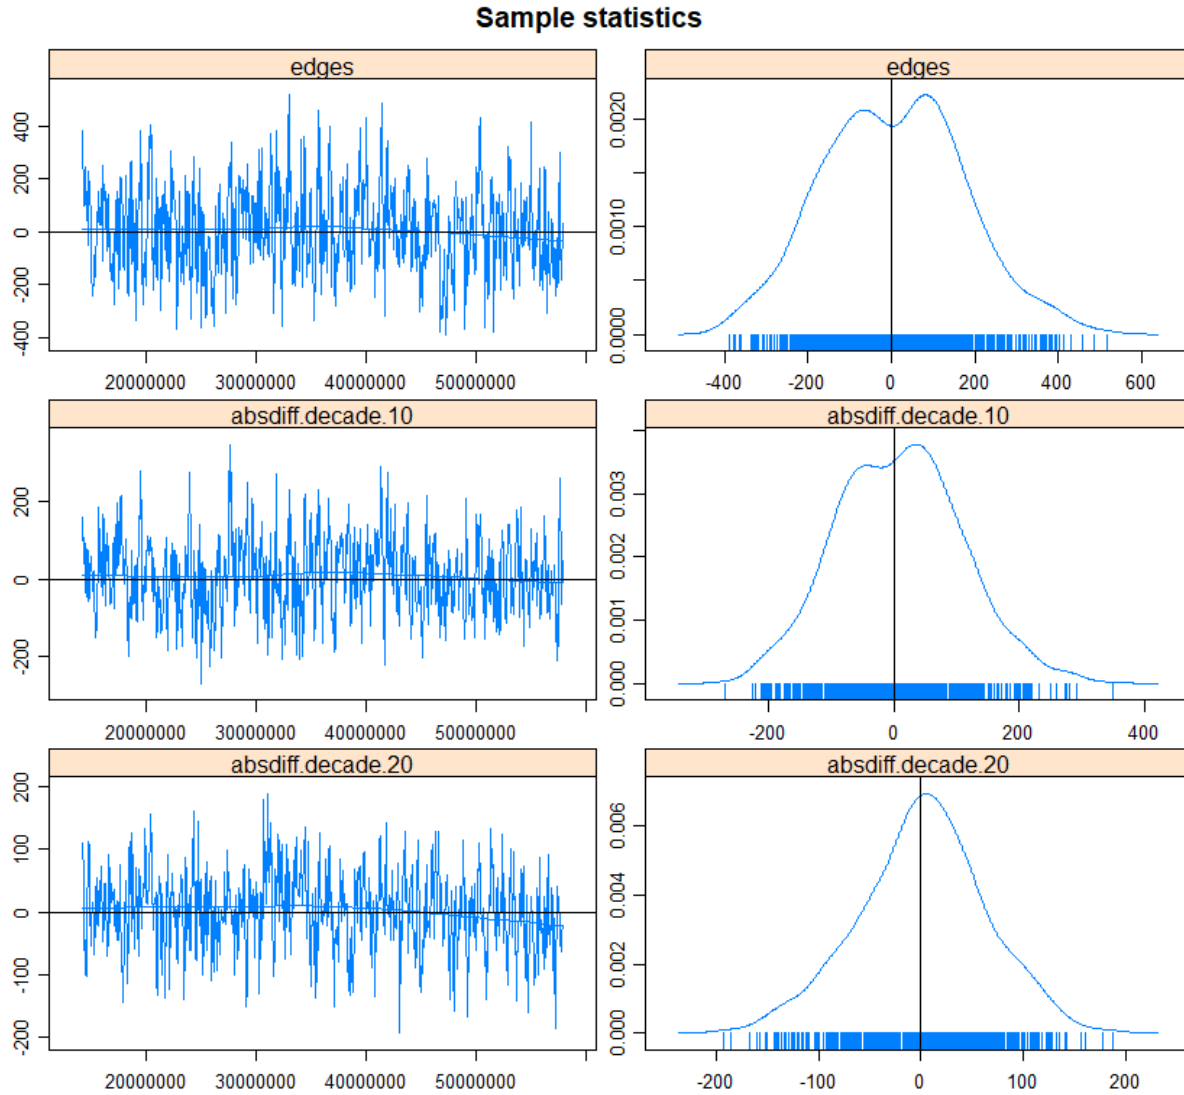 Sample statistics
edges
edges
400
200
0
-200
-400
20000000 30000000 40000000 50000000
0.0020
0.0010
0.0000
-400 -200 0 200 400 600
absdiff.decade.10
absdiff.decade.10
200
0
-200
20000000 30000000 40000000 50000000
0.003
0.002
0.001
0.000
-200 0 200 400
absdiff.decade.20
absdiff.decade.20
200
100
0
-100
-200
20000000 30000000 40000000 50000000
0.006
0.004
0.002
0.000
-200 -100 0 100 200